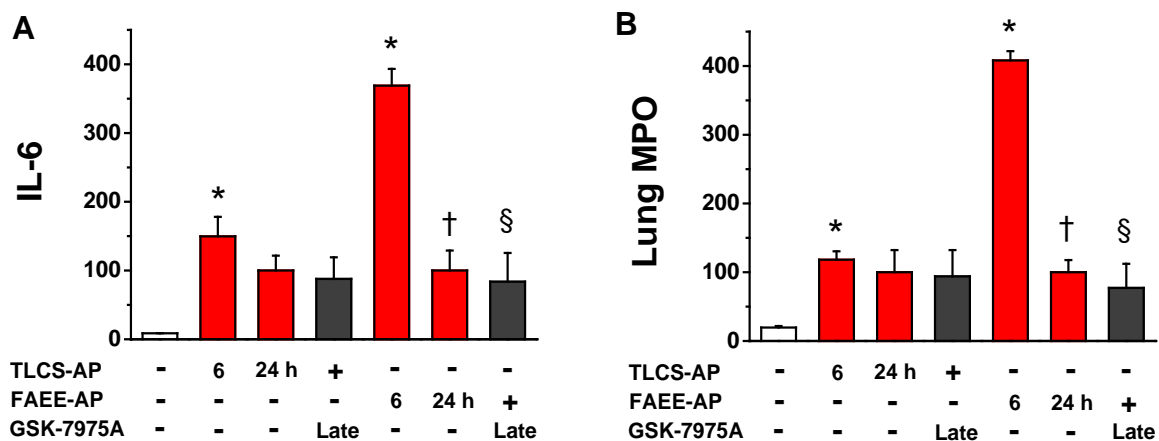 A
IL-6
400
300
200
100
0
*
*
†
§
TLCS-AP - 6 24 h + - - -
FAEE-AP - - - - 6 24 h +
GSK-7975A - - - Late - - Late
B
Lung MPO
400
300
200
100
0
*
*
†
§
TLCS-AP - 6 24 h + - - -
FAEE-AP - - - - 6 24 h +
GSK-7975A - - - Late - - Late